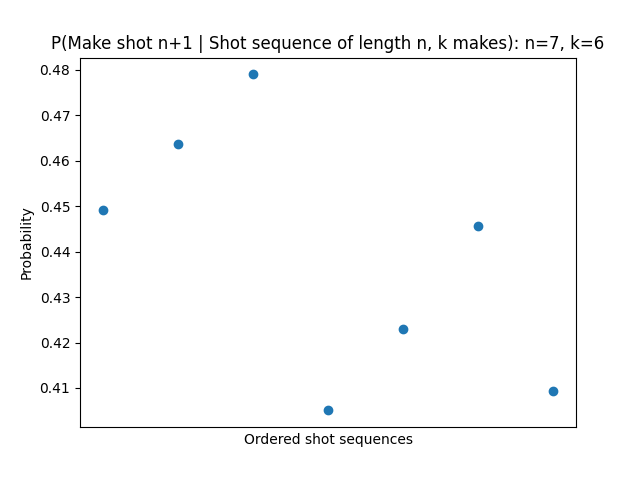 P(Make shot n+1 | Shot sequence of length n, k makes): n=7, k=6
0.48
0.47
0.46
0.45
0.44
0.43
0.42
0.41
Probability
Ordered shot sequences